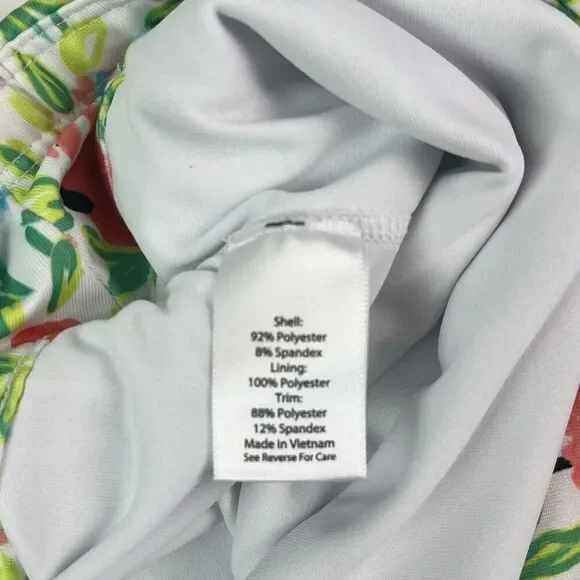 Shell:
92% Polyester
8% Spandex
Lining:
100% Polyester
Trim:
88% Polyester
12% Spandex
Made in Vietnam
See Reverse For Care